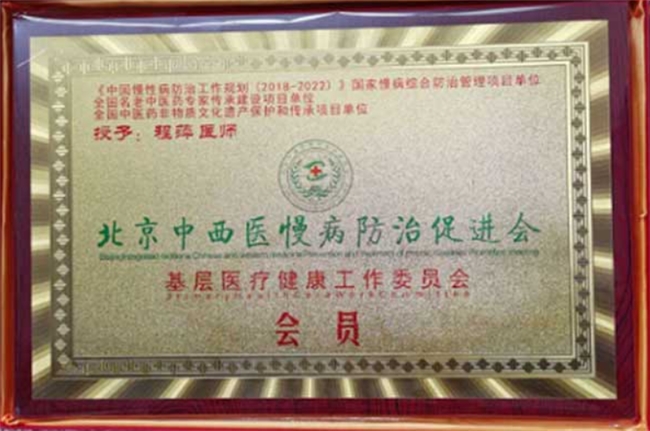 《中国慢性病防治工作规划（2018-2022）》国家慢病综合防治管理项目单位
全国名老中医药专家传承建设项目单位
全国中医药非物质文化遗产保护和传承项目单位
授予：程萍医师
北京中西医慢病防治促进会
基层医疗健康工作委员会
会员